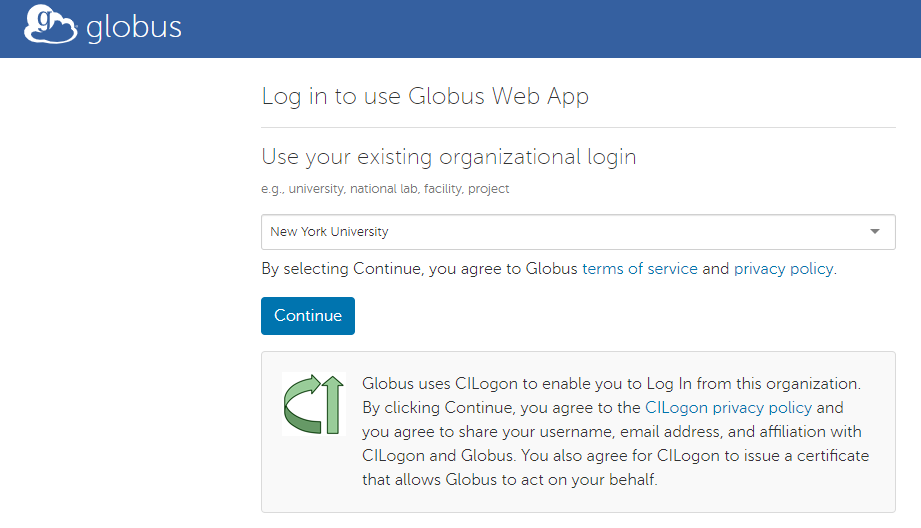 globus
Log in to use Globus Web App
Use your existing organizational login
e.g., university, national lab, facility, project
New York University
By selecting Continue, you agree to Globus terms of service and privacy policy.
Continue
Globus uses CILogon to enable you to Log In from this organization.
By clicking Continue, you agree to the CILogon privacy policy and
you agree to share your username, email address, and affiliation with
CILogon and Globus. You also agree for CILogon to issue a certificate
that allows Globus to act on your behalf.